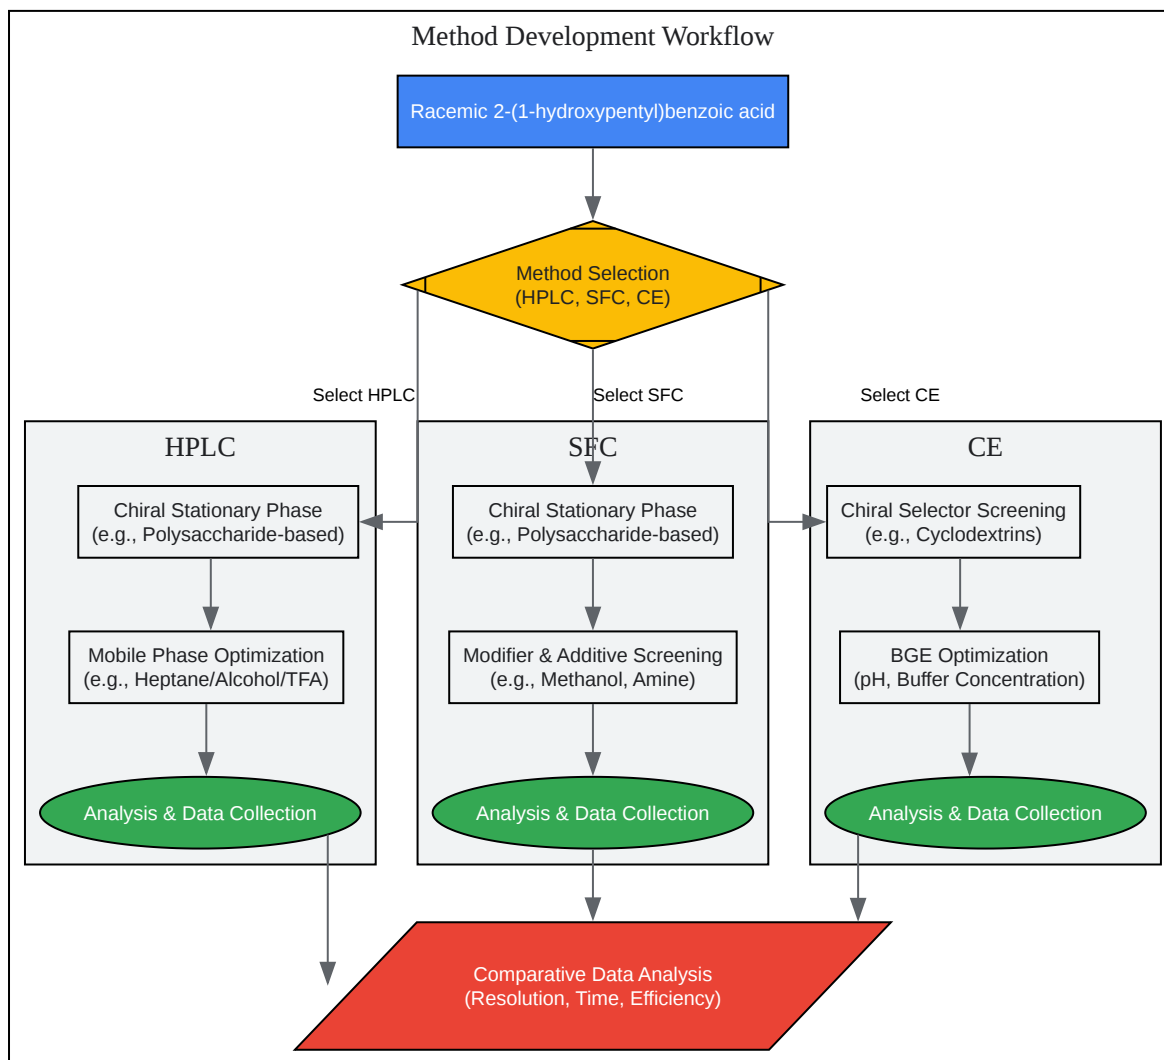 Method Development Workflow
Racemic 2-(1-hydroxypentyl)benzoic acid
Method Selection
(HPLC, SFC, CE)
Select HPLC
Select SFC
Select CE
HPLC
Chiral Stationary Phase
(e.g., Polysaccharide-based)
Mobile Phase Optimization
(e.g., Heptane/Alcohol/TFA)
Analysis & Data Collection
SFC
Chiral Stationary Phase
(e.g., Polysaccharide-based)
Modifier & Additive Screening
(e.g., Methanol, Amine)
Analysis & Data Collection
CE
Chiral Selector Screening
(e.g., Cyclodextrins)
BGE Optimization
(pH, Buffer Concentration)
Analysis & Data Collection
Comparative Data Analysis
(Resolution, Time, Efficiency)